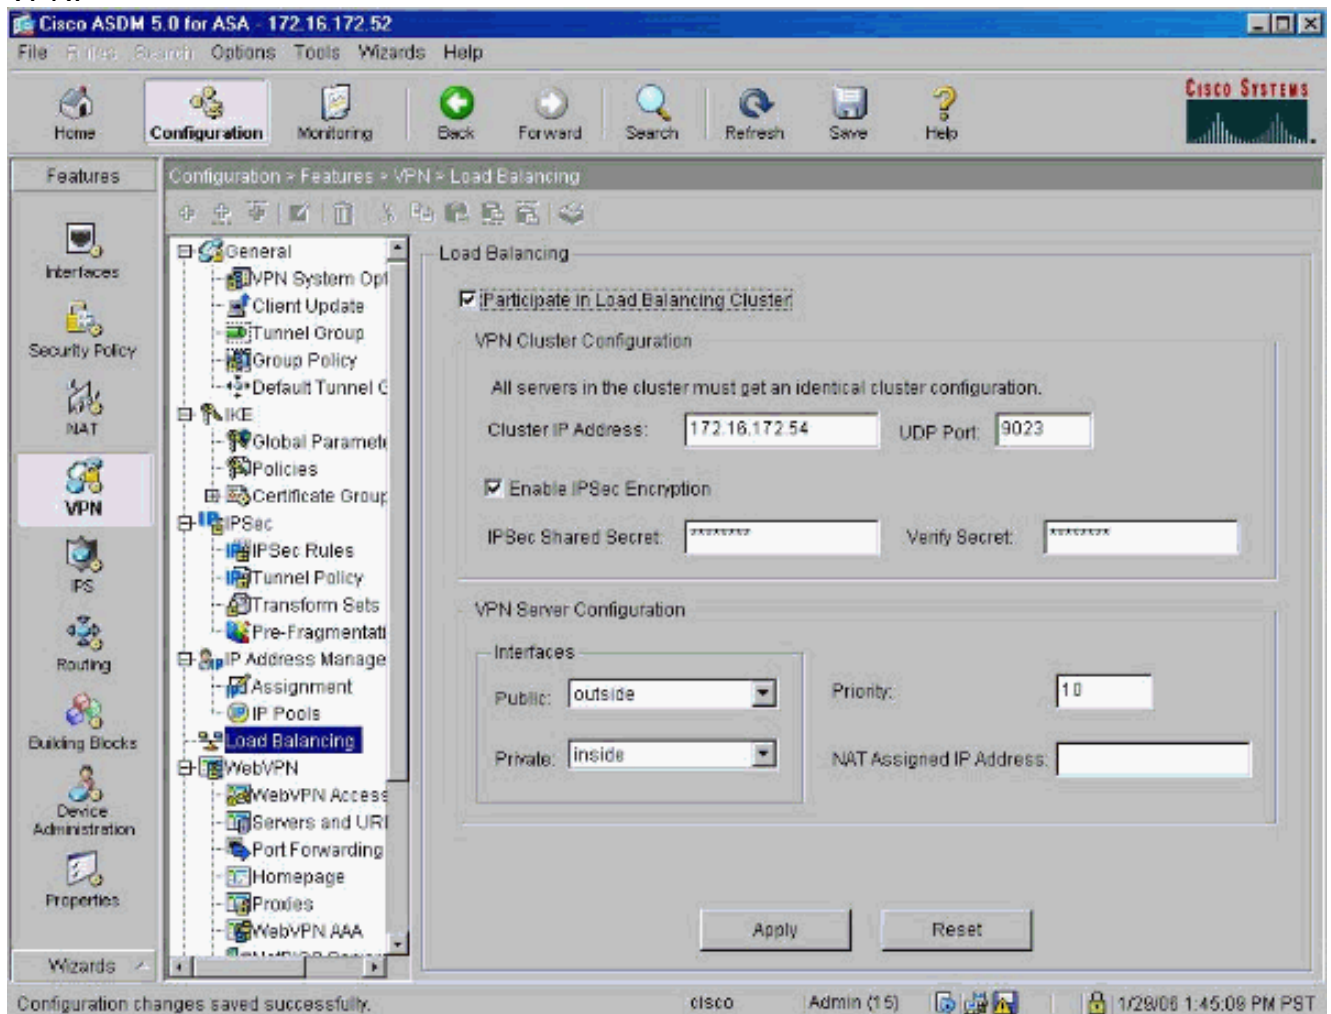 Cisco ASDM 5.0 for ASA - 172.16.172.52
File Rules Search Options Tools Wizards Help
Home Configuration Monitoring Back Forward Search Refresh Save Help
CISCO SYSTEMS
Features
Configuration > Features > VPN > Load Balancing
Interfaces
Security Policy
NAT
VPN
IPS
Routing
Building Blocks
Device Administration
Properties
Wizards
General
VPN System Opt
Client Update
Tunnel Group
Group Policy
Default Tunnel G
IKE
Global Paramete
Policies
Certificate Group
IPSec
IPSec Rules
Tunnel Policy
Transform Sets
Pre-Fragmentati
IP Address Manage
Assignment
IP Pools
Load Balancing
WebVPN
WebVPN Access
Servers and URL
Port Forwarding
Homepage
Proxies
WebVPN AAA
Load Balancing
Participate in Load Balancing Cluster
VPN Cluster Configuration
All servers in the cluster must get an identical cluster configuration.
Cluster IP Address: 172.16.172.54 UDP Port: 9023
Enable IPSec Encryption
IPSec Shared Secret: ******** Verify Secret: ********
VPN Server Configuration
Interfaces
Public: outside
Priority: 10
Private: inside
NAT Assigned IP Address:
Apply Reset
Configuration changes saved successfully. cisco Admin (15) 1/29/06 1:45:09 PM PST